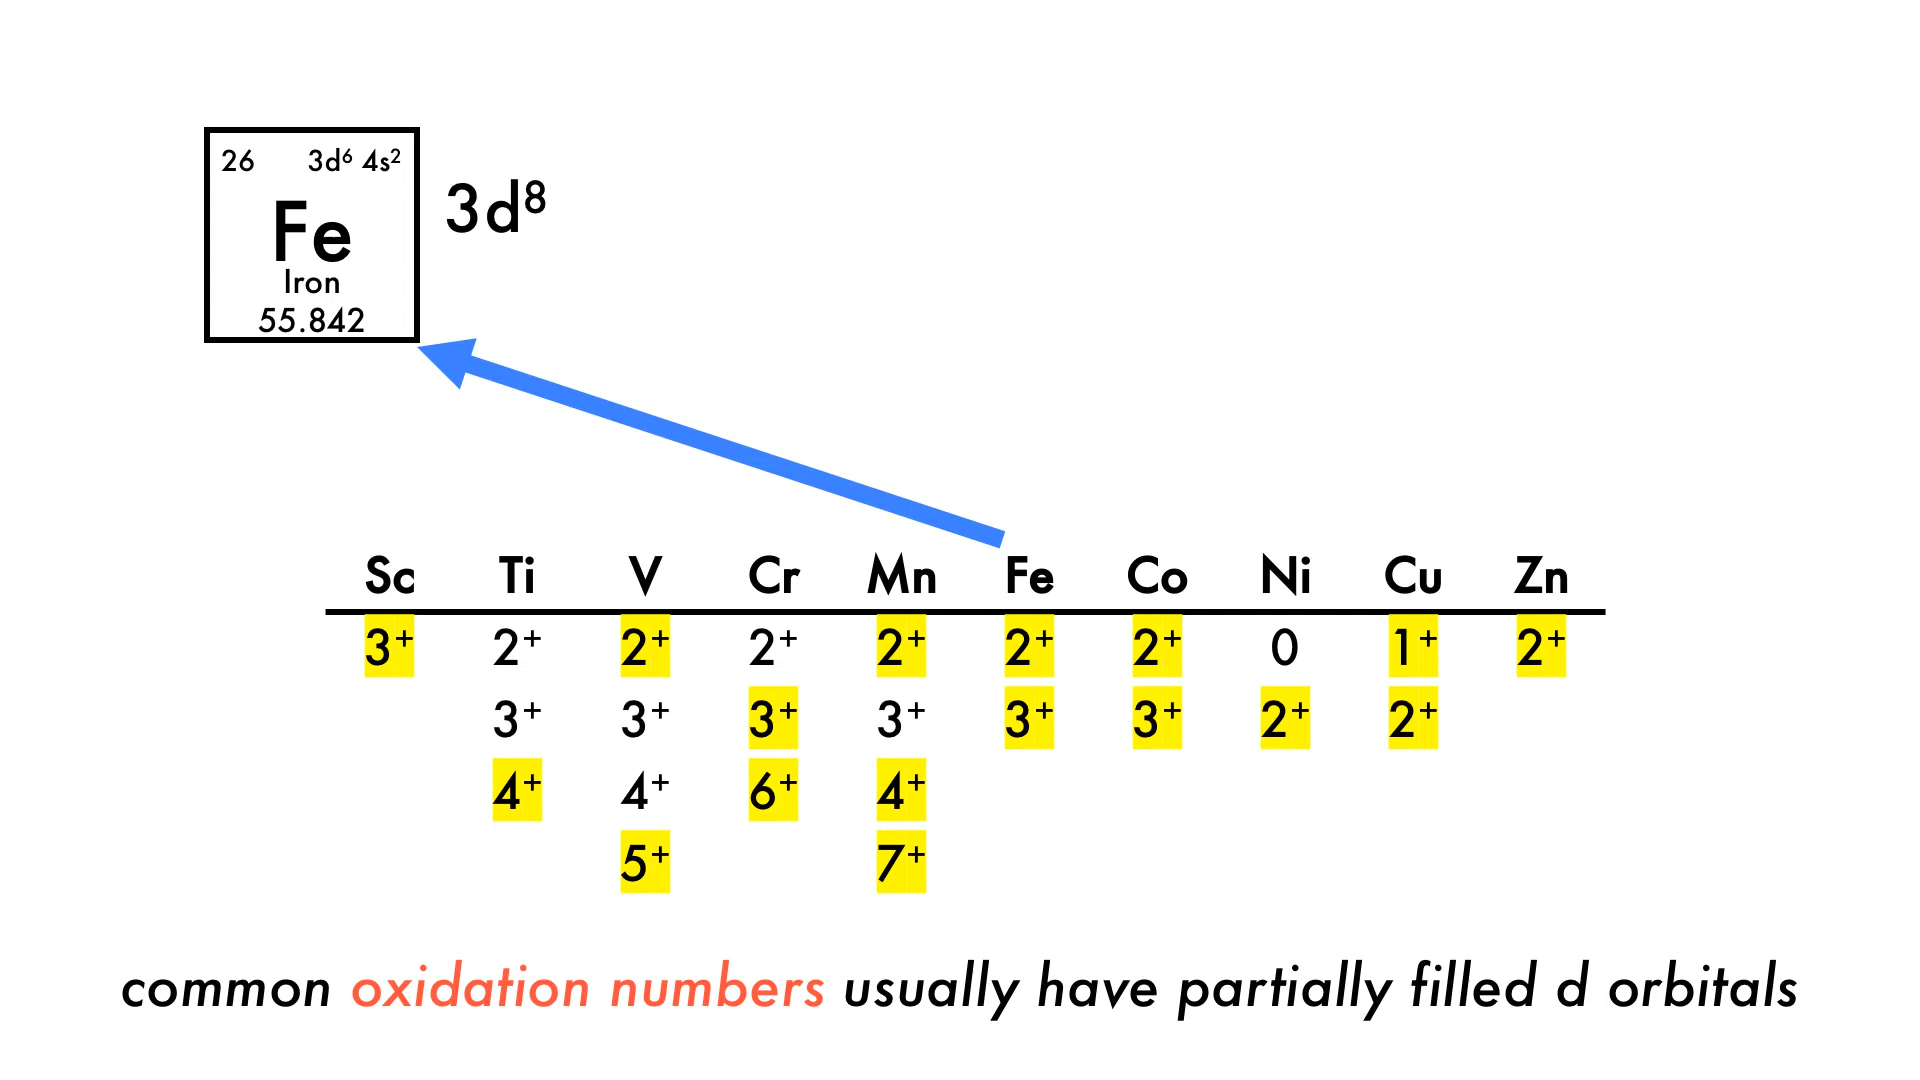 26 3d⁶ 4s²
Fe
Iron
55.842
3d⁸
Sc Ti V Cr Mn Fe Co Ni Cu Zn
3⁺ 2⁺ 2⁺ 2⁺ 2⁺ 2⁺ 2⁺ 0 1⁺ 2⁺
3⁺ 3⁺ 3⁺ 3⁺ 3⁺ 3⁺ 2⁺ 2⁺
4⁺ 4⁺ 6⁺ 4⁺
5⁺ 7⁺
common oxidation numbers usually have partially filled d orbitals